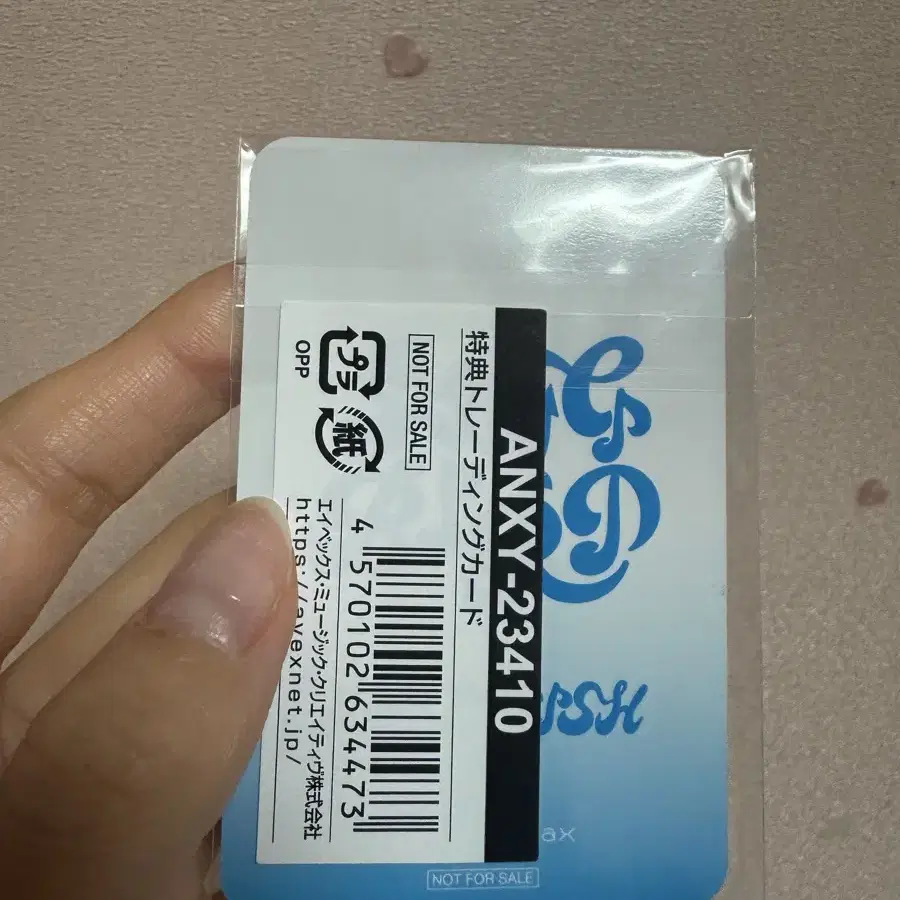 ANXY-23410
特典トレーディングカード
NOT FOR SALE
プラ
OPP
紙
4 570102 634473
エイベックス・ミュージック・クリエイティヴ株式会社
https://avexnet.jp/
NOT FOR SALE